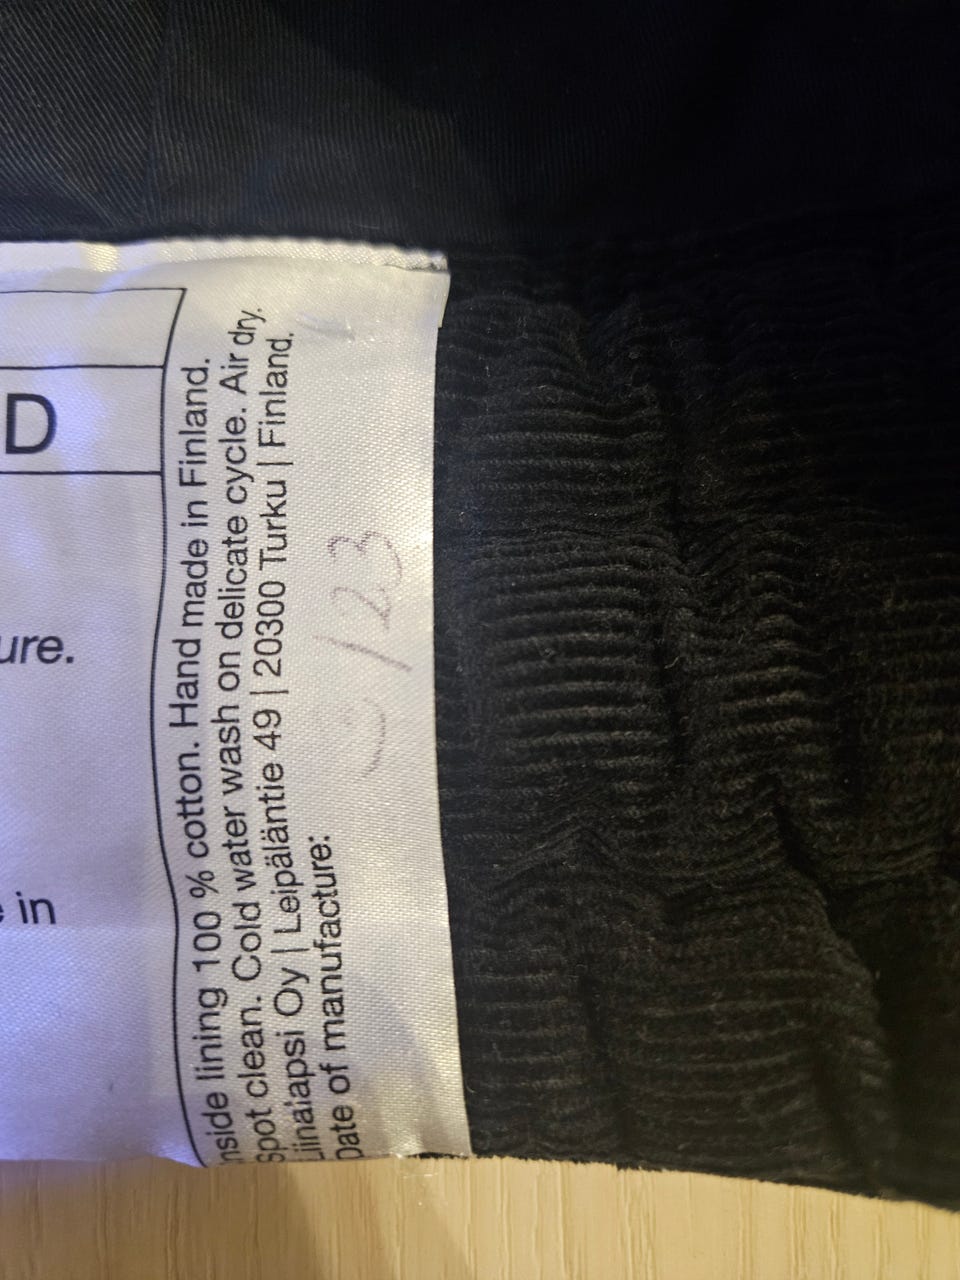 D
ure.
in
Inside lining 100 % cotton. Hand made in Finland.
Spot clean. Cold water wash on delicate cycle. Air dry.
Liinalapsi Oy | Leipäläntie 49 | 20300 Turku | Finland.
Date of manufacture:
/23